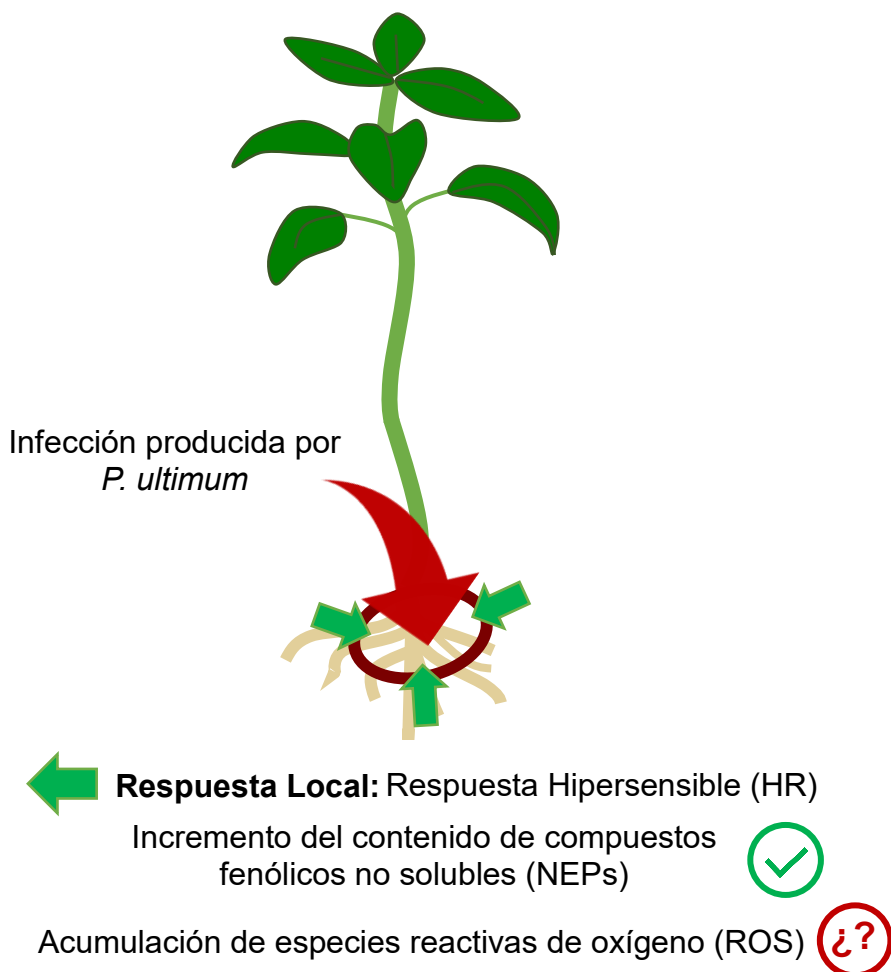 Infección producida por
P. ultimum
Respuesta Local: Respuesta Hipersensible (HR)
Incremento del contenido de compuestos
fenólicos no solubles (NEPs)
Acumulación de especies reactivas de oxígeno (ROS) ¿?